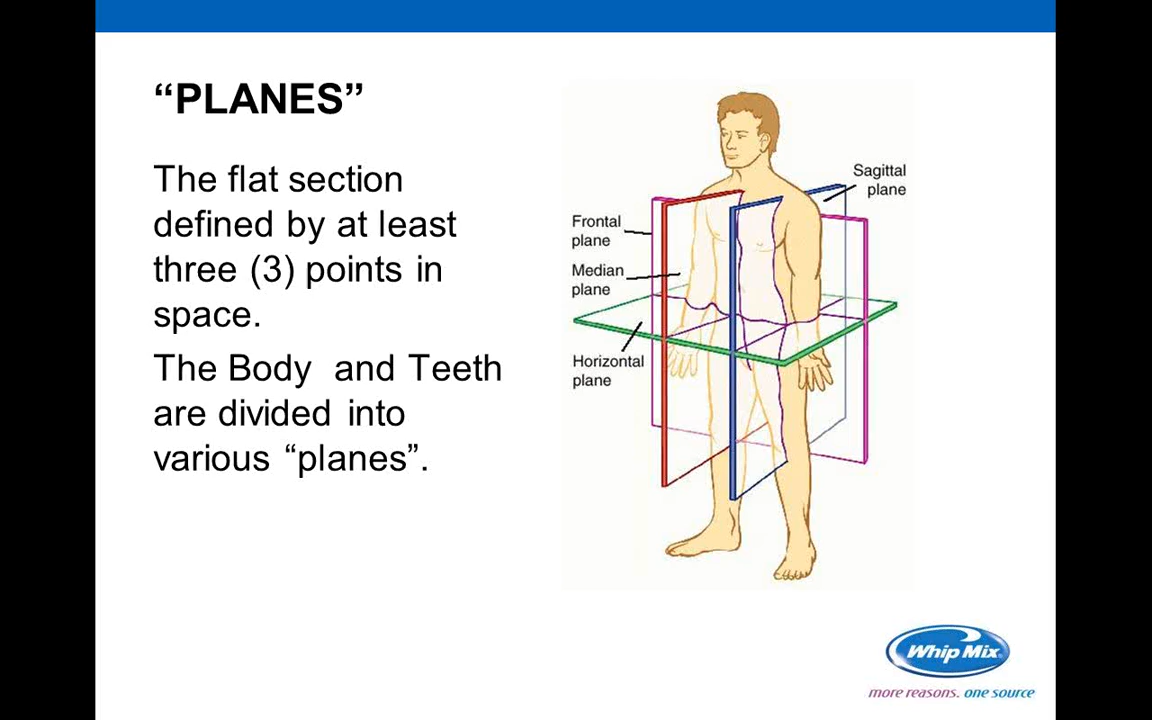 “PLANES”
The flat section
defined by at least
three (3) points in
space.
The Body and Teeth
are divided into
various “planes”.
Sagittal
plane
Frontal
plane
Median
plane
Horizontal
plane
Whip Mix
more reasons. one source